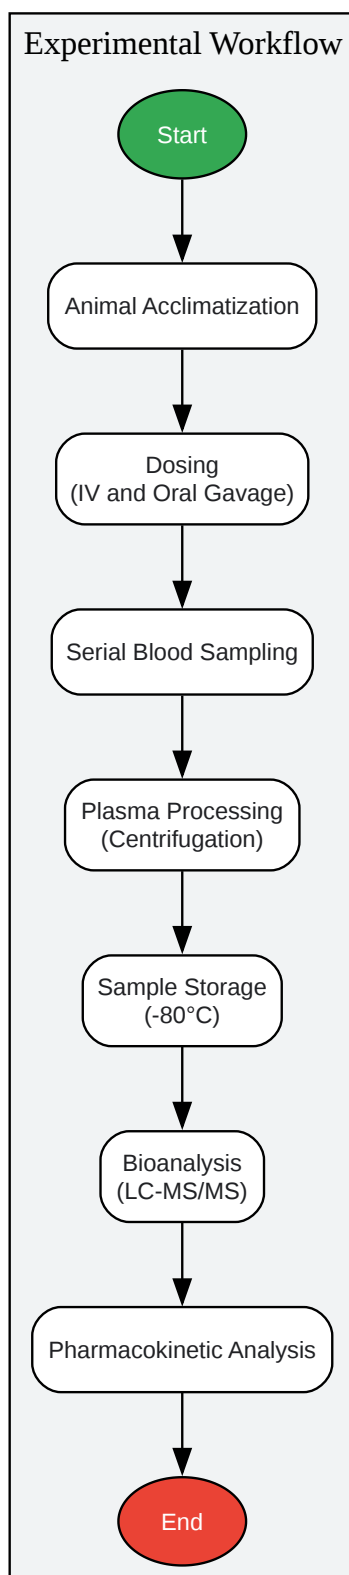 Experimental Workflow
Start
Animal Acclimatization
Dosing
(IV and Oral Gavage)
Serial Blood Sampling
Plasma Processing
(Centrifugation)
Sample Storage
(-80°C)
Bioanalysis
(LC-MS/MS)
Pharmacokinetic Analysis
End